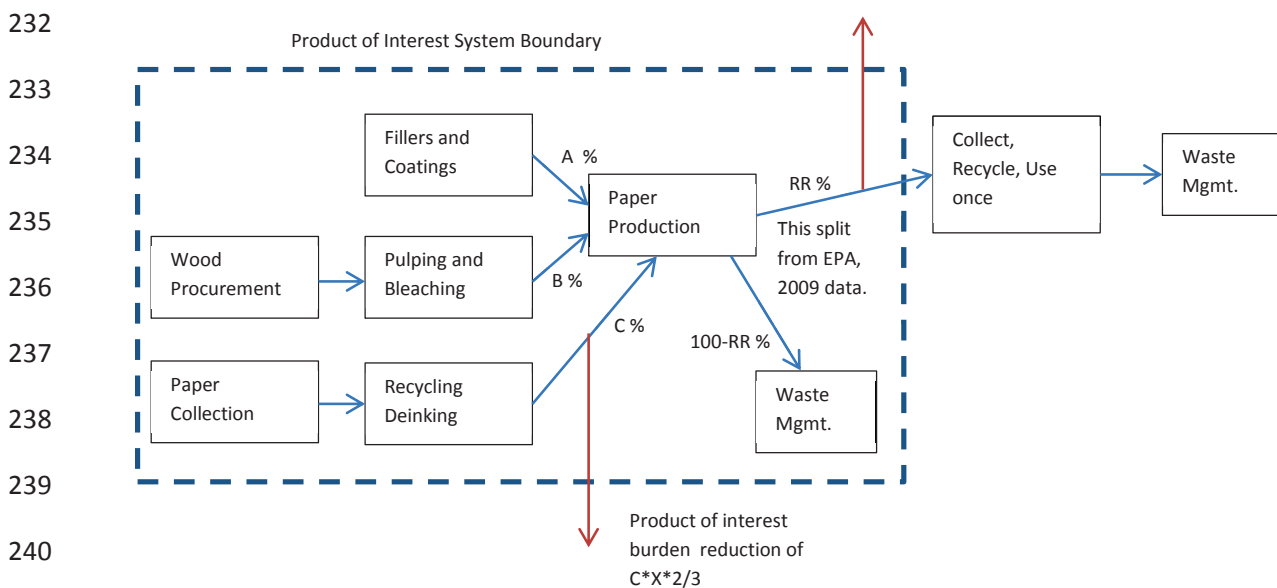 232
Product of Interest System Boundary
233
Fillers and
Coatings
234
A %
Collect,
Recycle, Use
once
Waste
Mgmt.
Paper
Production
RR %
235
This split
from EPA,
2009 data.
Wood
Procurement
Pulping and
Bleaching
B %
236
C %
237
100-RR %
Paper
Collection
Recycling
Deinking
Waste
Mgmt.
238
239
Product of interest
burden reduction of
C*X*2/3
240